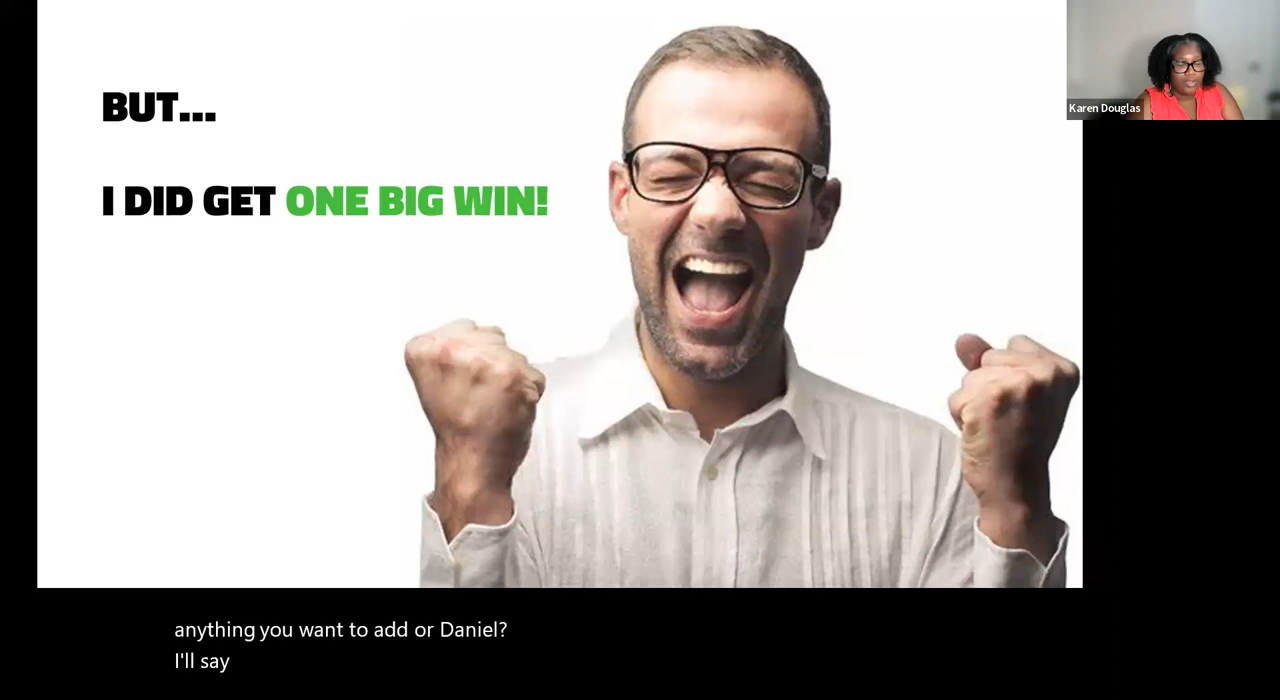 BUT...
I DID GET ONE BIG WIN!
Karen Douglas
anything you want to add or Daniel?
I'll say